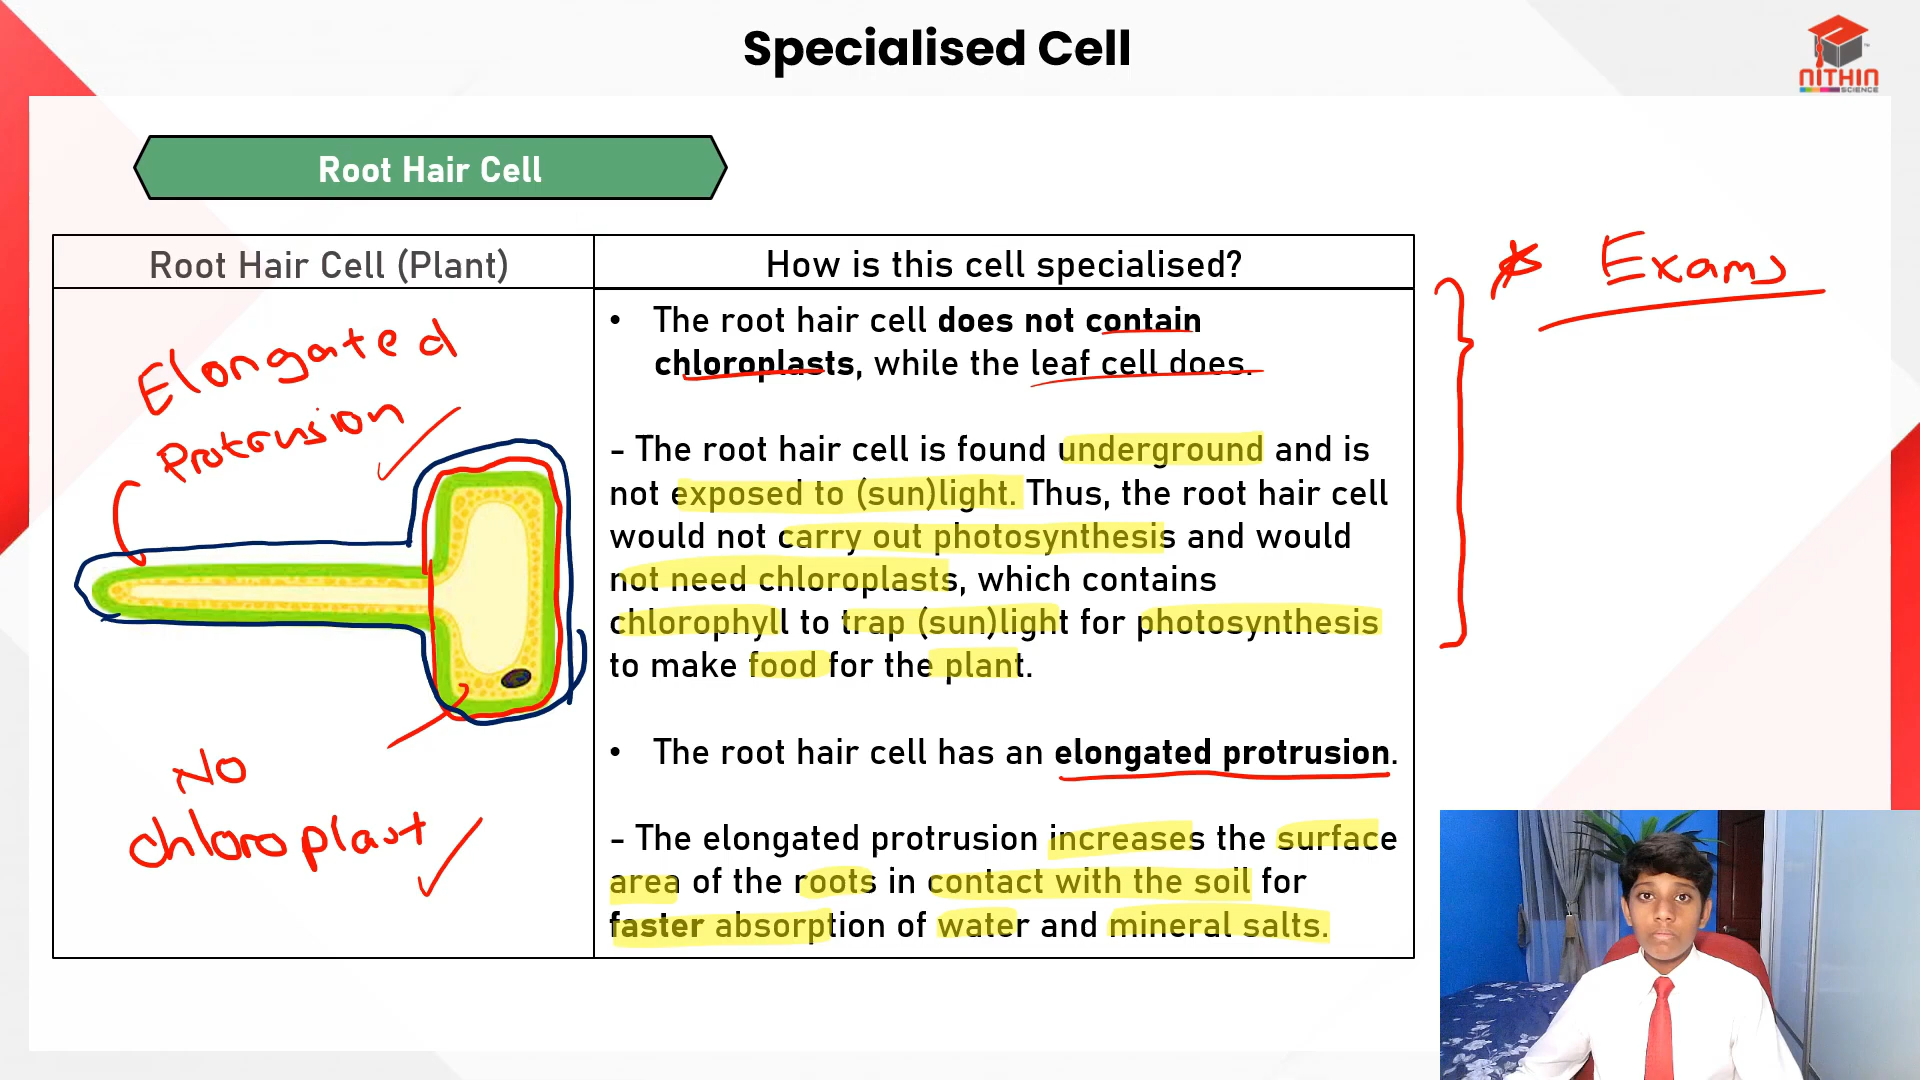 Specialised Cell
NITHIN
SCIENCE
Root Hair Cell
Root Hair Cell (Plant)
Elongated
Protrusion
No
chloroplast
How is this cell specialised?
• The root hair cell does not contain
chloroplasts, while the leaf cell does.
- The root hair cell is found underground and is
not exposed to (sun)light. Thus, the root hair cell
would not carry out photosynthesis and would
not need chloroplasts, which contains
chlorophyll to trap (sun)light for photosynthesis
to make food for the plant.
• The root hair cell has an elongated protrusion.
- The elongated protrusion increases the surface
area of the roots in contact with the soil for
faster absorption of water and mineral salts.
* Exams